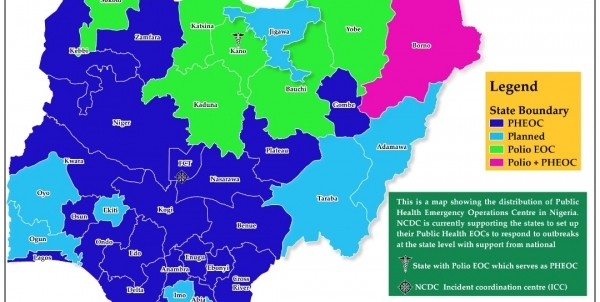 Sokoto
Katsina
Jigawa
Yobe
Borno
Zamfara
Kano
Kebbi
Bauchi
Kaduna
Gombe
Niger
Adamawa
Plateau
Kwara
FCT
Nasarawa
Taraba
Oyo
Ekiti
Kogi
Osun
Benue
Ogun
Ondo
Edo
Lagos
Enugu
Anambra
Ebonyi
Cross
River
Delta
Imo
Abia
Legend
State Boundary
PHEOC
Planned
Polio EOC
Polio + PHEOC
This is a map showing the distribution of Public
Health Emergency Operations Centre in Nigeria.
NCDC is currently supporting the states to set up
their Public Health EOCs to respond to outbreaks
at the state level with support from national
State with Polio EOC which serves as PHEOC
NCDC Incident coordination centre (ICC)